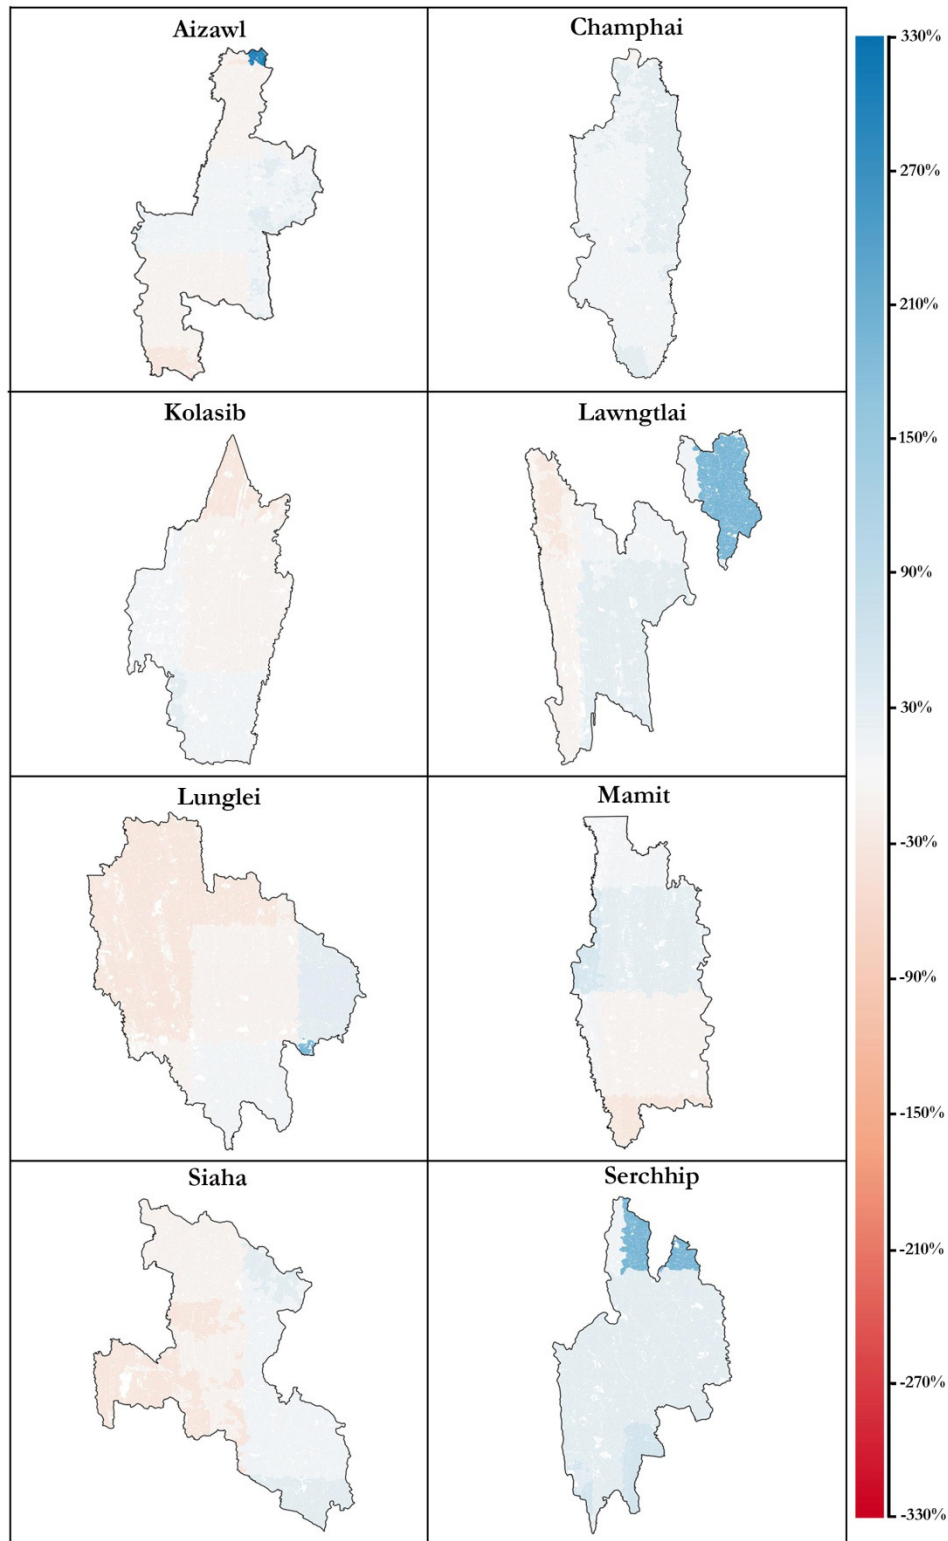 Aizawl
Champhai
Kolasib
Lawngtlai
Lunglei
Mamit
Siaha
Serchhip
330%
270%
210%
150%
90%
30%
-30%
-90%
-150%
-210%
-270%
-330%